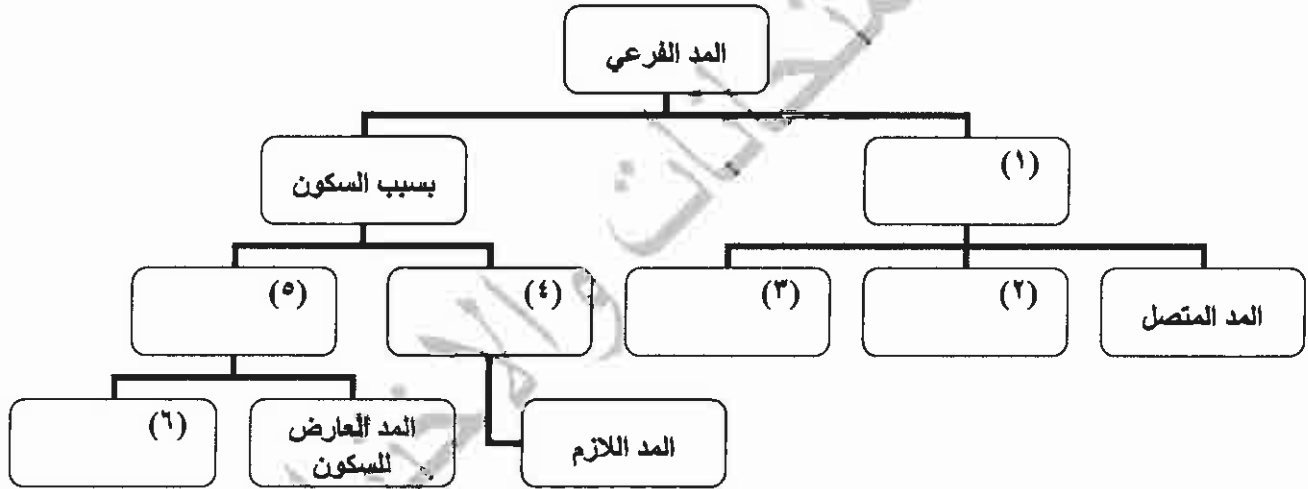 المد الفرعي
(١)
بسبب السكون
المد المتصل
(٢)
(٣)
(٤)
(٥)
المد اللازم
المد العارض
للسكون
(٦)